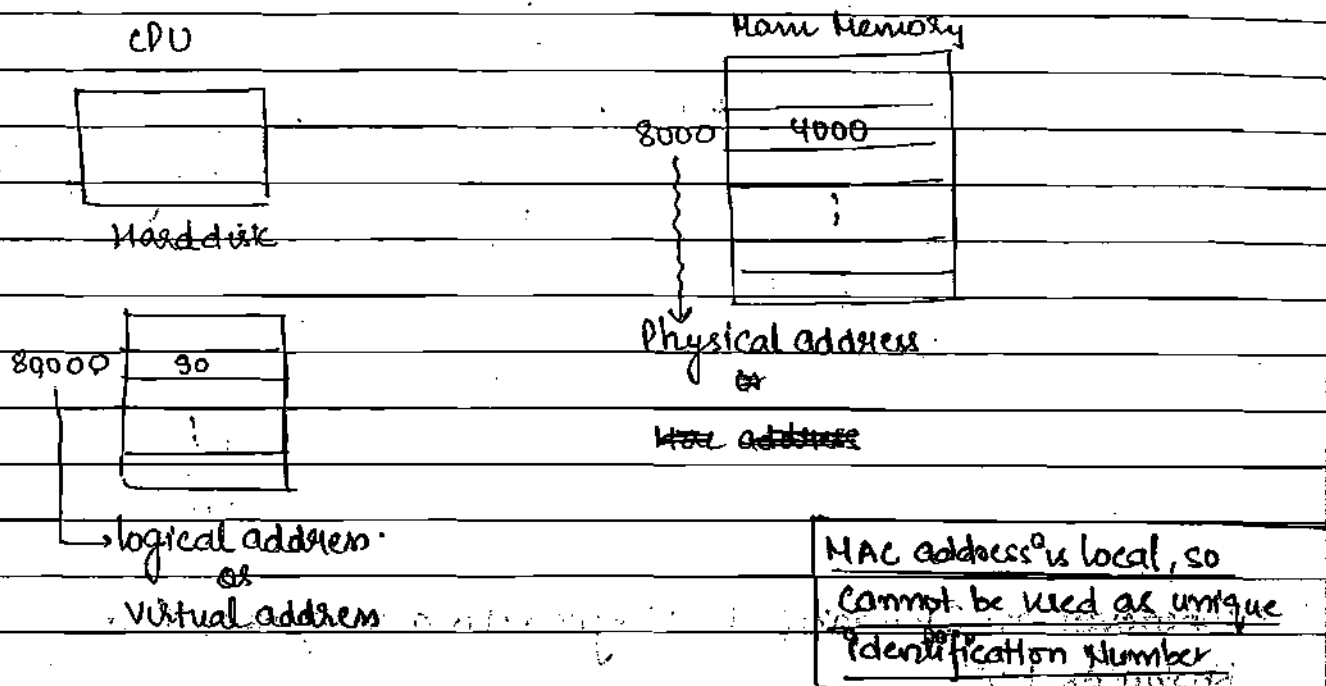 CPU
Main Memory
8000 4000
Harddisk
Physical address
or
address
89000 90
logical address.
or
Virtual address
MAC address is local, so
cannot be used as unique
identification Number.